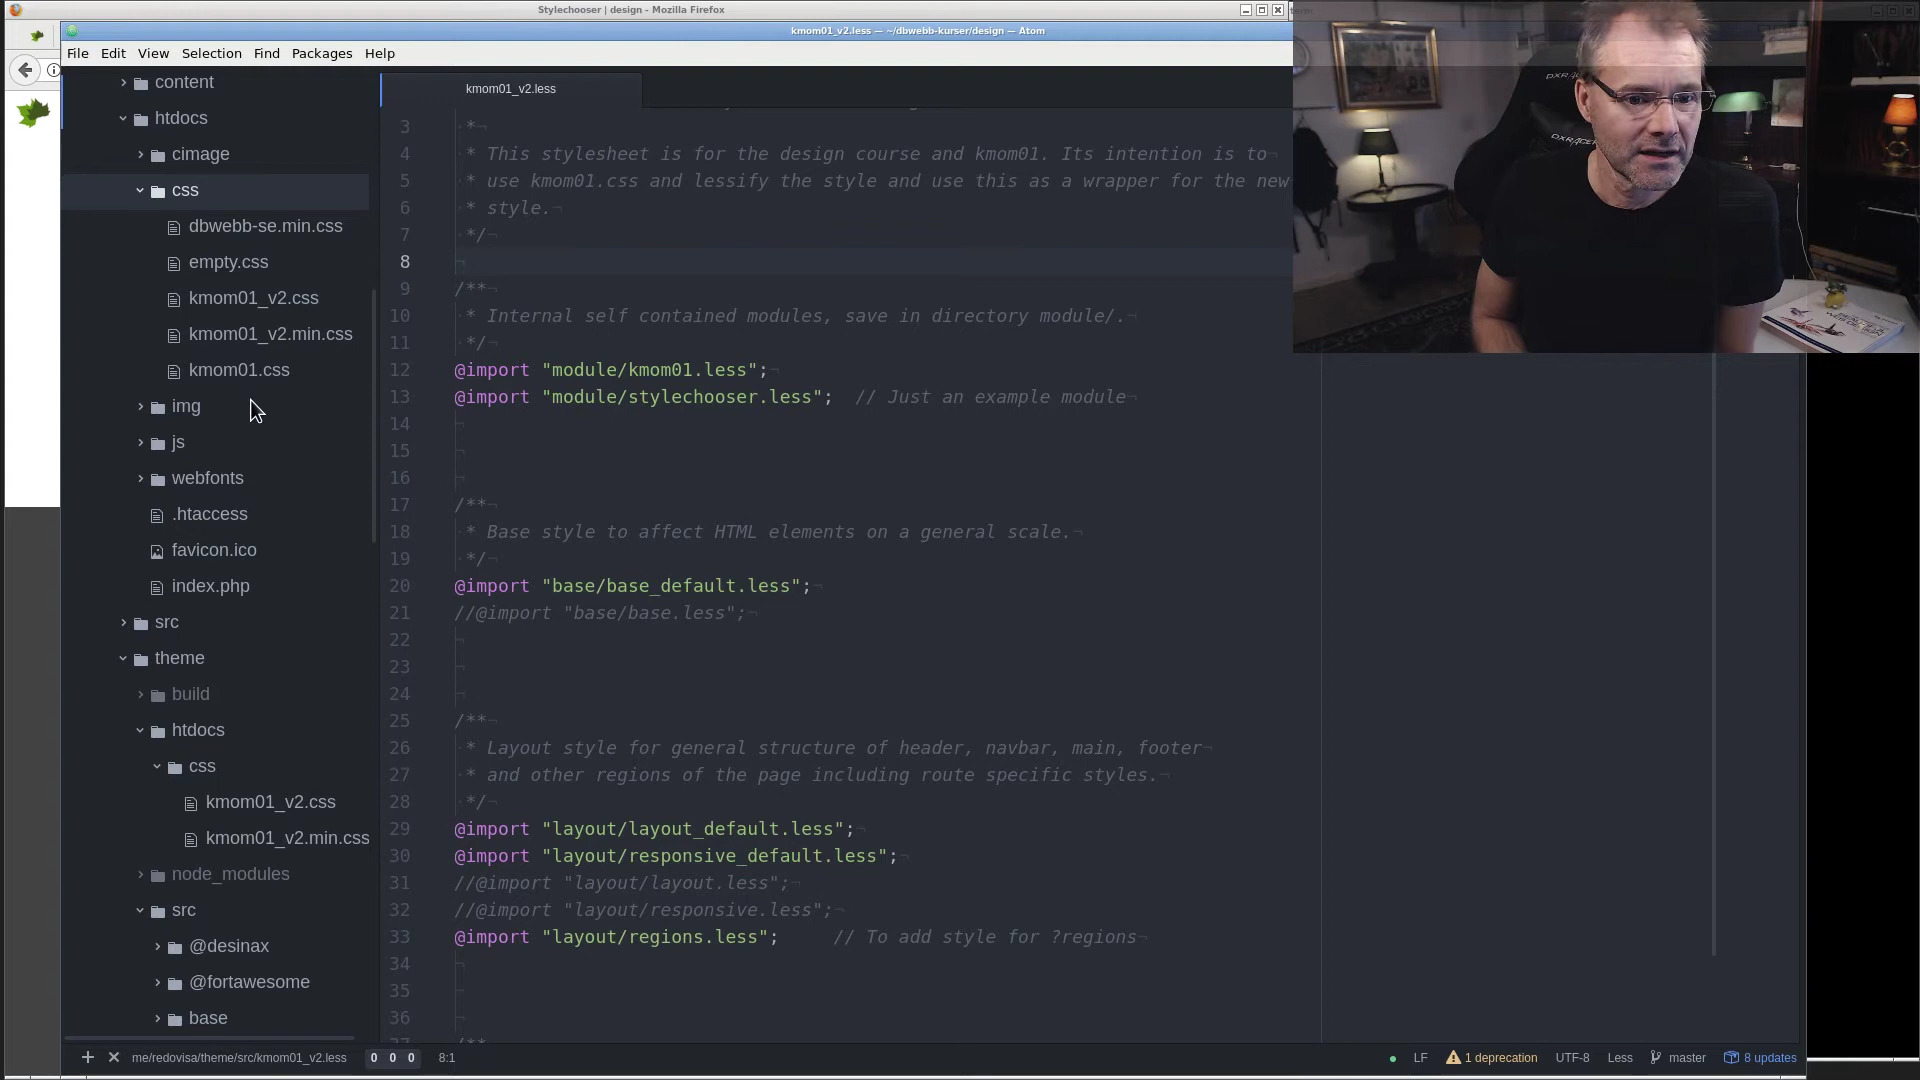 Stylechooser | design - Mozilla Firefox
kmom01_v2.less — ~/dbwebb-kurser/design — Atom
File Edit View Selection Find Packages Help
content
htdocs
cimage
css
dbwebb-se.min.css
empty.css
kmom01_v2.css
kmom01_v2.min.css
kmom01.css
img
js
webfonts
.htaccess
favicon.ico
index.php
src
theme
build
htdocs
css
kmom01_v2.css
kmom01_v2.min.css
node_modules
src
@desinax
@fortawesome
base
kmom01_v2.less
3 *
4 * This stylesheet is for the design course and kmom01. Its intention is to
5 * use kmom01.css and lessify the style and use this as a wrapper for the new
6 * style.
7 */
8
9 /**
10 * Internal self contained modules, save in directory module/.
11 */
12 @import "module/kmom01.less";
13 @import "module/stylechooser.less"; // Just an example module
14
15
16
17 /**
18 * Base style to affect HTML elements on a general scale.
19 */
20 @import "base/base_default.less";
21 //@import "base/base.less";
22
23
24
25 /**
26 * Layout style for general structure of header, navbar, main, footer
27 * and other regions of the page including route specific styles.
28 */
29 @import "layout/layout_default.less";
30 @import "layout/responsive_default.less";
31 //@import "layout/layout.less";
32 //@import "layout/responsive.less";
33 @import "layout/regions.less"; // To add style for ?regions
34
35
36
me/redovisa/theme/src/kmom01_v2.less 0 0 0 8:1 LF 1 deprecation UTF-8 Less master 8 updates
DXRACER